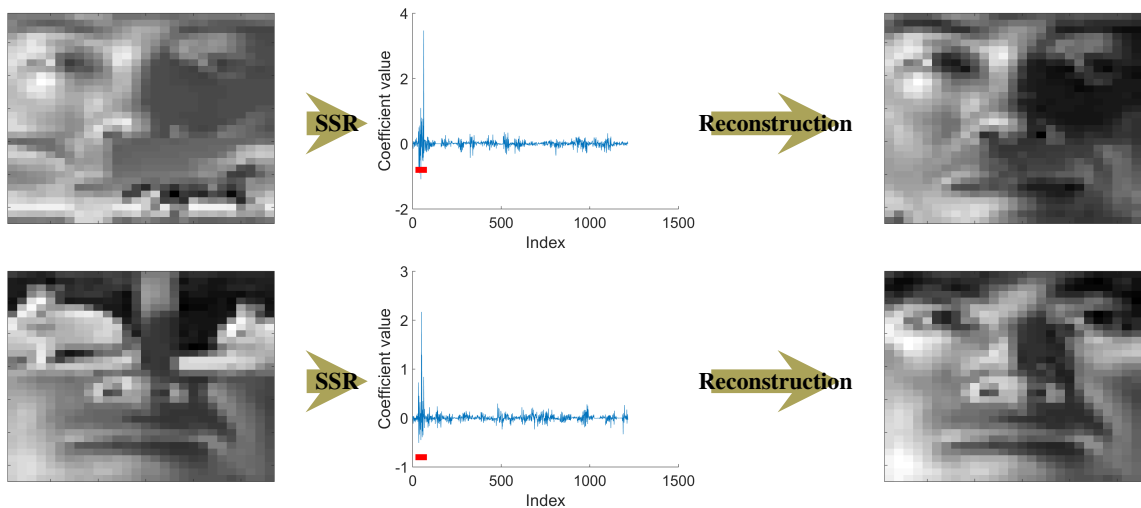 4
2
0
-2
Coefficient value
0
500
1000
1500
Index
SSR
Reconstruction
3
2
1
0
-1
Coefficient value
0
500
1000
1500
Index
SSR
Reconstruction